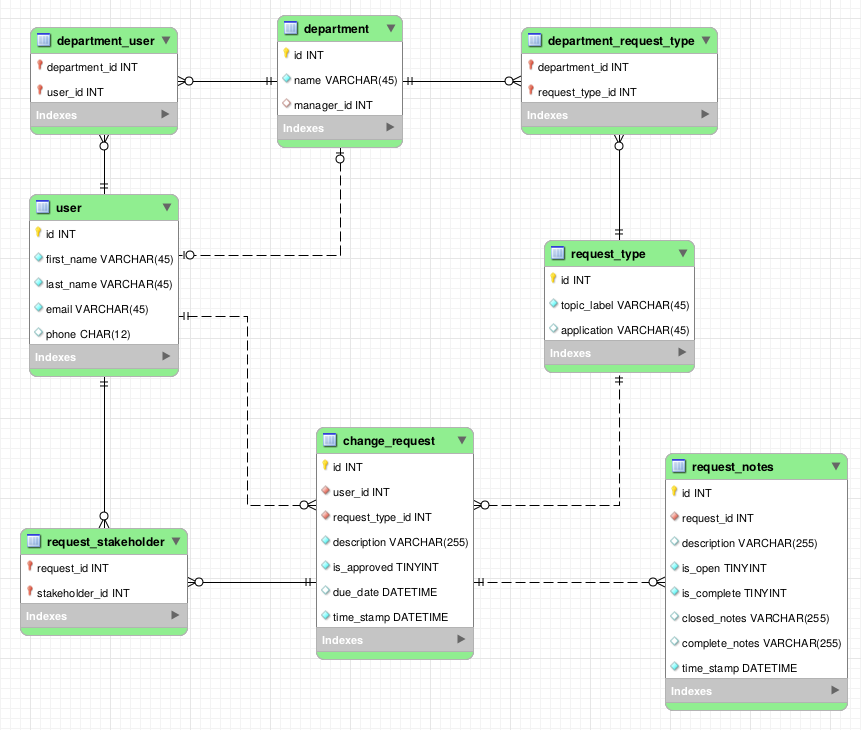 department_user
department_id INT
user_id INT
Indexes
department
id INT
name VARCHAR(45)
manager_id INT
Indexes
department_request_type
department_id INT
request_type_id INT
Indexes
user
id INT
first_name VARCHAR(45)
last_name VARCHAR(45)
email VARCHAR(45)
phone CHAR(12)
Indexes
request_type
id INT
topic_label VARCHAR(45)
application VARCHAR(45)
Indexes
change_request
id INT
user_id INT
request_type_id INT
description VARCHAR(255)
is_approved TINYINT
due_date DATETIME
time_stamp DATETIME
Indexes
request_notes
id INT
request_id INT
description VARCHAR(255)
is_open TINYINT
is_complete TINYINT
closed_notes VARCHAR(255)
complete_notes VARCHAR(255)
time_stamp DATETIME
Indexes
request_stakeholder
request_id INT
stakeholder_id INT
Indexes